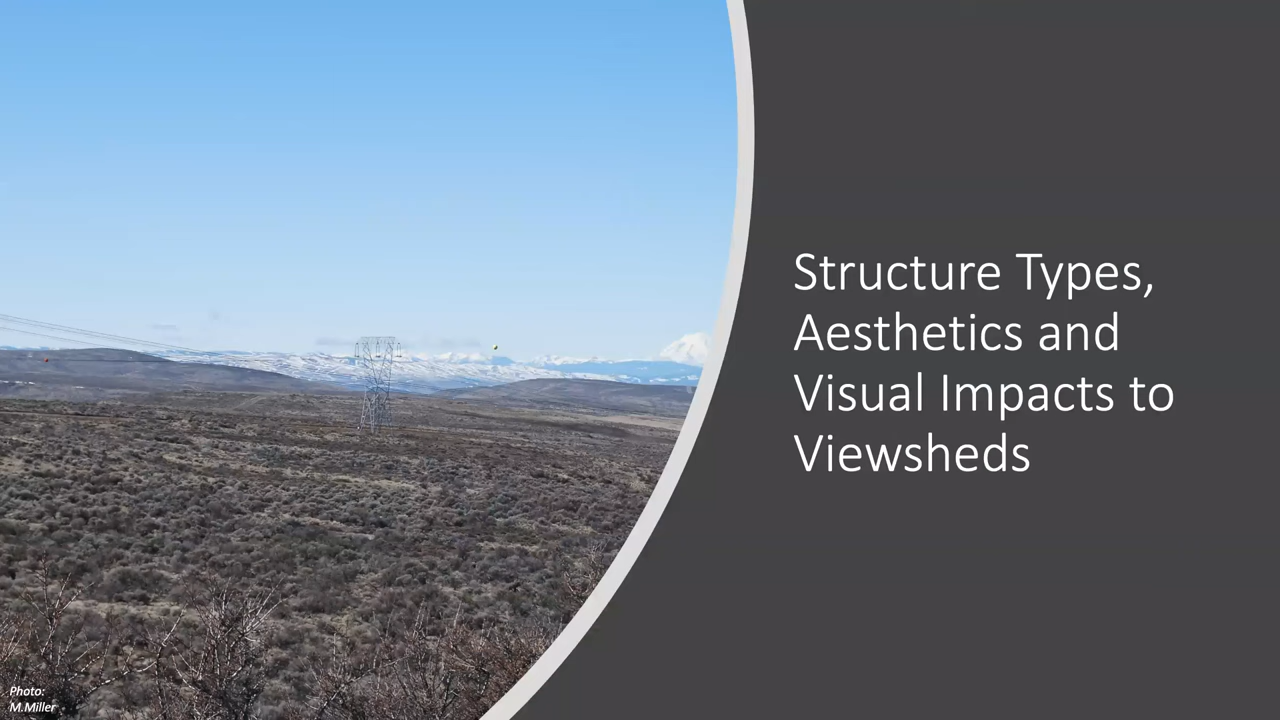 Structure Types,
Aesthetics and
Visual Impacts to
Viewsheds
Photo:
M.Miller